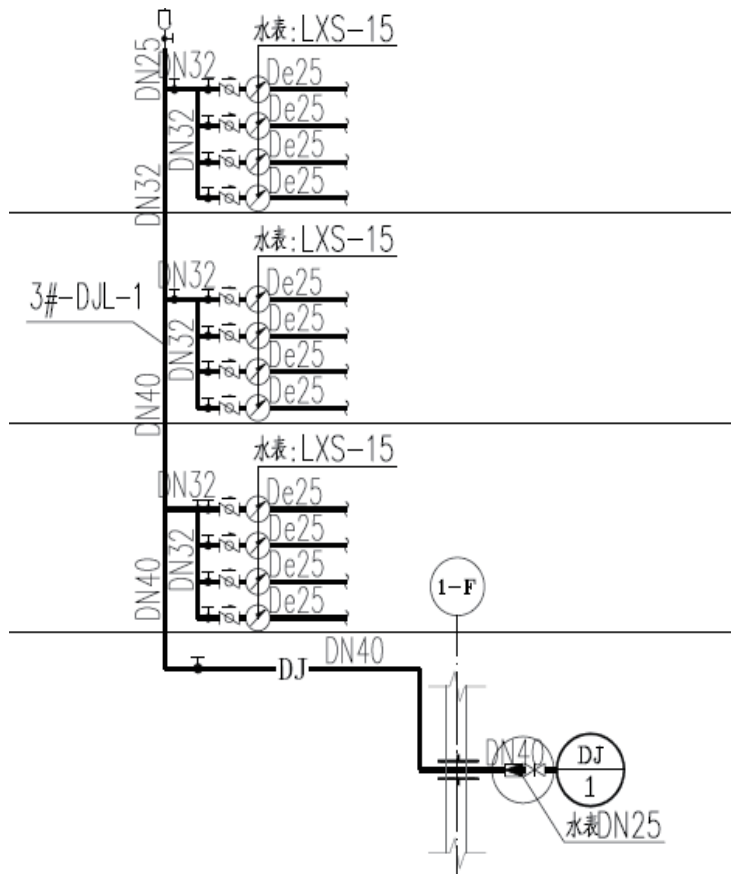 水表:LXS-15
DN25
DN32
De25
De25
De25
De25
DN32
DN32
水表:LXS-15
DN32
De25
De25
De25
De25
DN32
3#-DJL-1
DN40
水表:LXS-15
DN32
De25
De25
De25
De25
DN32
DN40
1-F
DN40
DJ
DN40
DJ
1
水表DN25